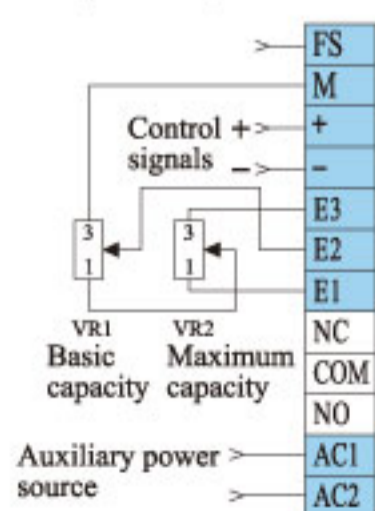 FS
M
Control +
+
signals −
−
E3
3
3
E2
1
1
E1
VR1
VR2
NC
Basic
Maximum
capacity
capacity
COM
NO
Auxiliary power
AC1
source
AC2